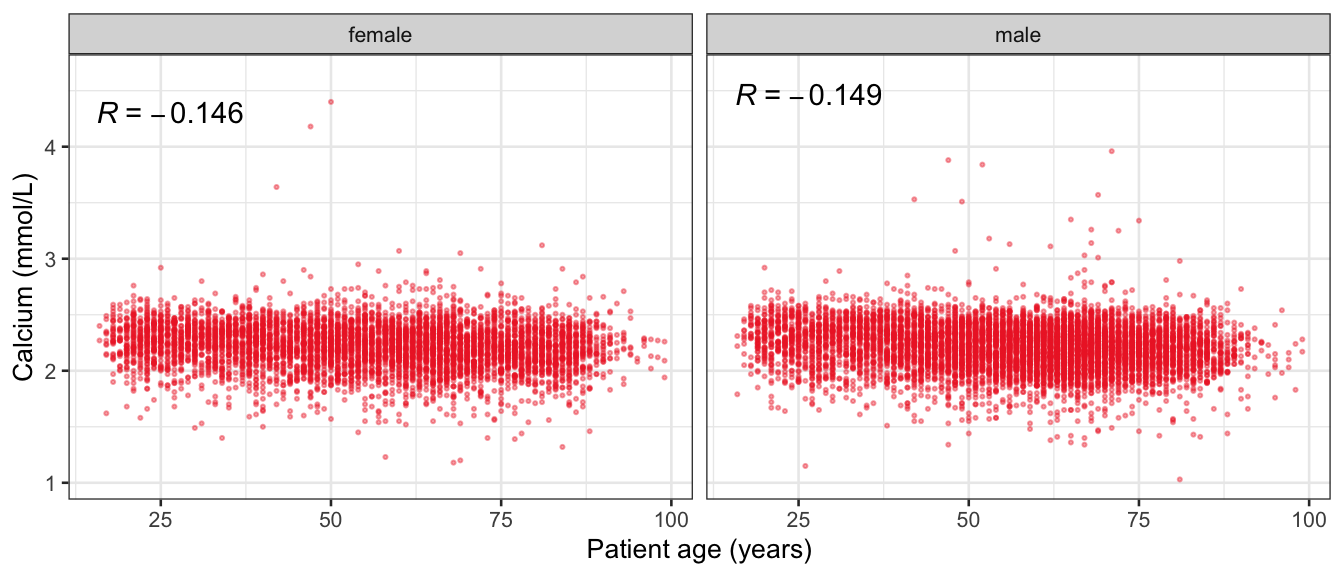 female
male
R = −0.146
R = −0.149
Calcium (mmol/L)
4
3
2
1
25 50 75 100
25 50 75 100
Patient age (years)